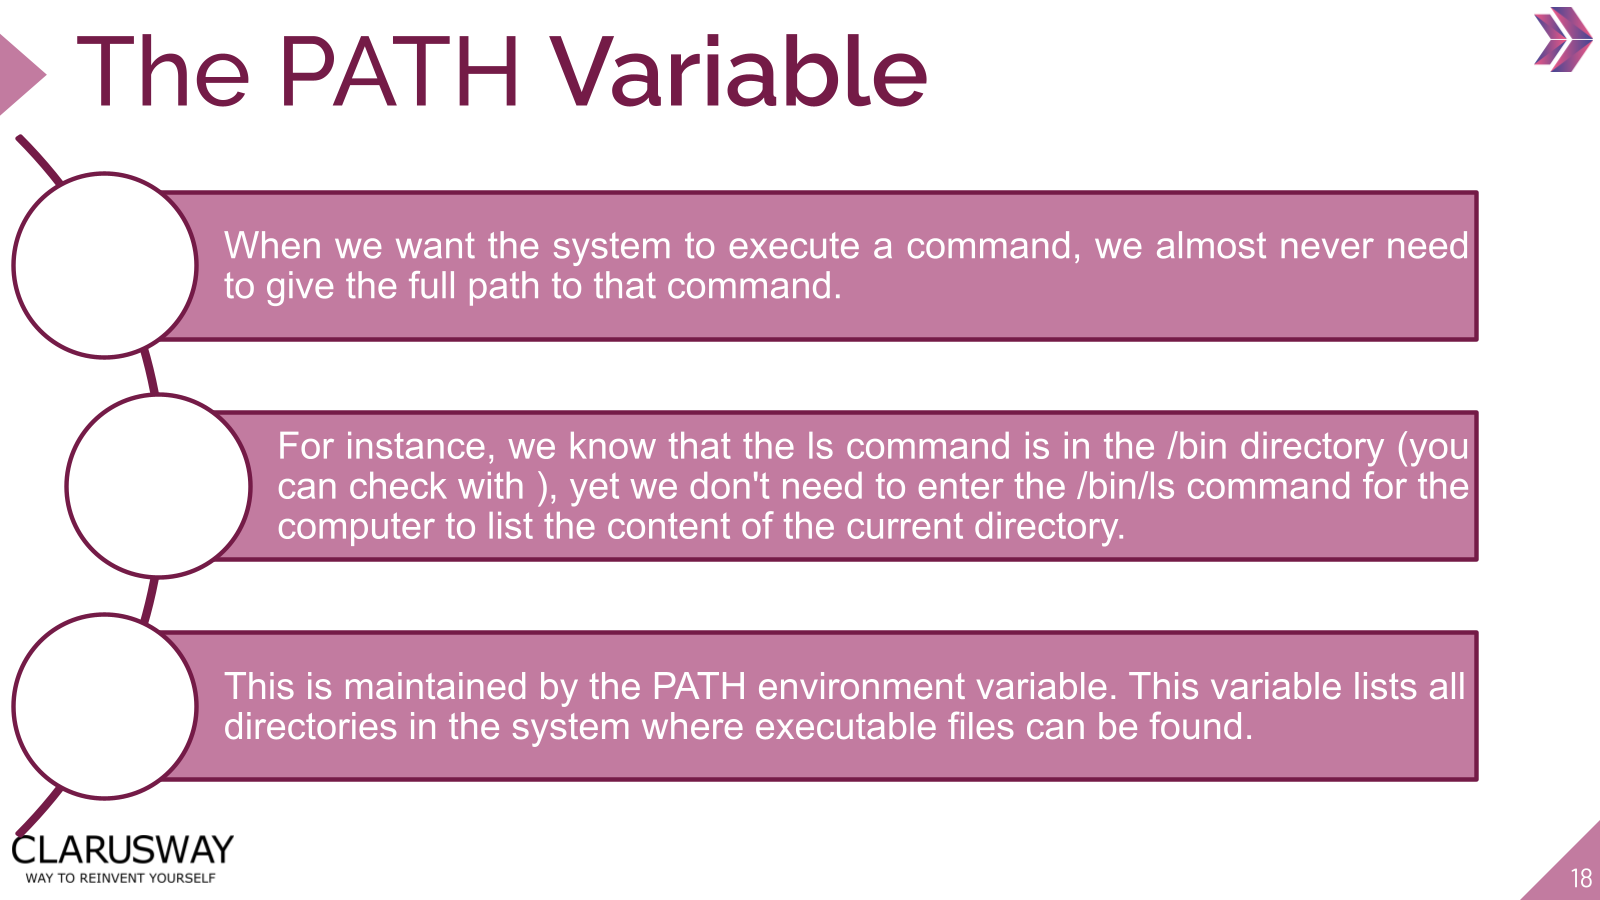 The PATH Variable
When we want the system to execute a command, we almost never need
to give the full path to that command.
For instance, we know that the ls command is in the /bin directory (you
can check with ), yet we don't need to enter the /bin/ls command for the
computer to list the content of the current directory.
This is maintained by the PATH environment variable. This variable lists all
directories in the system where executable files can be found.
CLARUSWAY
WAY TO REINVENT YOURSELF
18